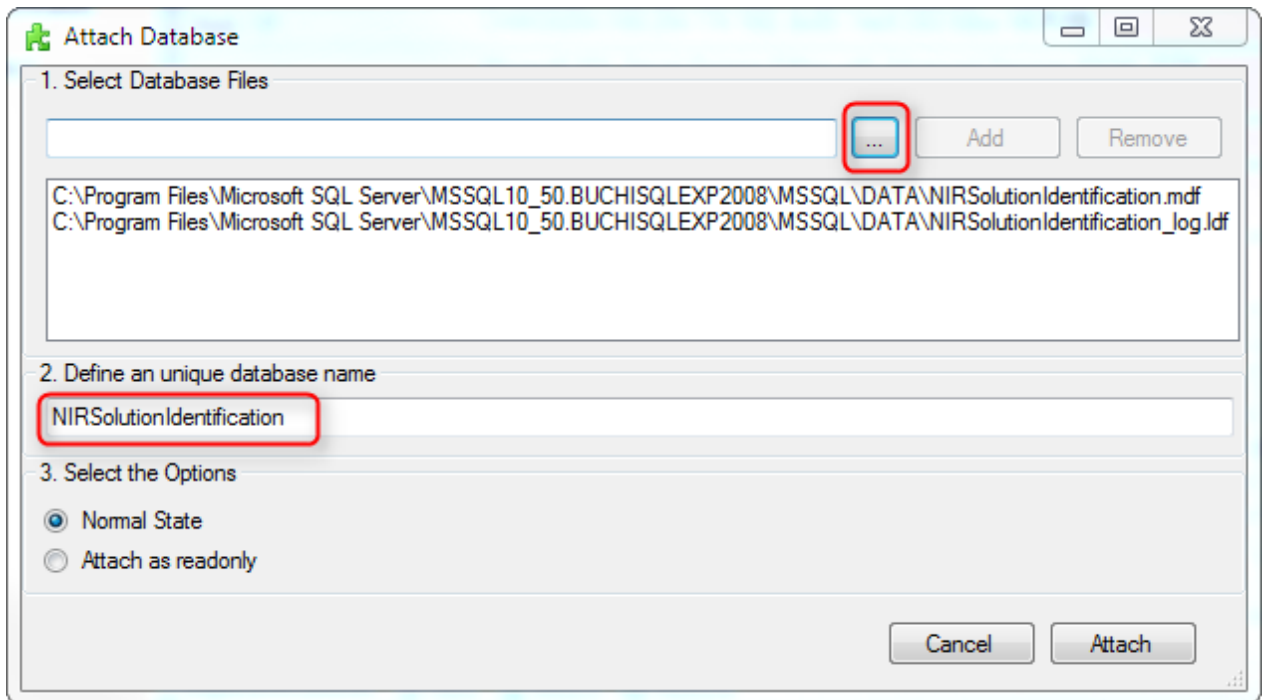 Attach Database
1. Select Database Files
... Add Remove
C:\Program Files\Microsoft SQL Server\MSSQL10_50.BUCHISQLEXP2008\MSSQL\DATA\NIRSolutionIdentification.mdf
C:\Program Files\Microsoft SQL Server\MSSQL10_50.BUCHISQLEXP2008\MSSQL\DATA\NIRSolutionIdentification_log.ldf
2. Define an unique database name
NIRSolutionIdentification
3. Select the Options
Normal State
Attach as readonly
Cancel Attach